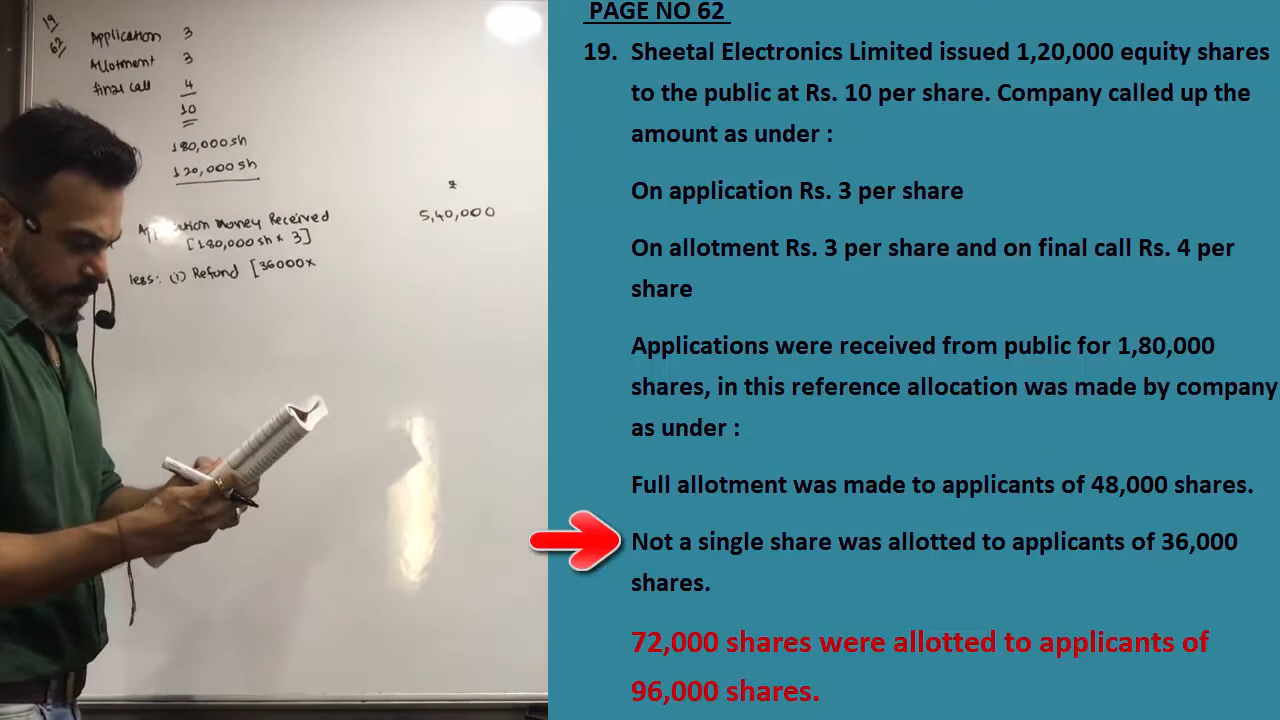 19
62
Application 3
Allotment 3
final call 4
10
180,000 sh
120,000 sh
₹
Application Money Received 5,40,000
[180,000 sh × 3]
less: (1) Refund [36000 ×
PAGE NO 62
19. Sheetal Electronics Limited issued 1,20,000 equity shares
to the public at Rs. 10 per share. Company called up the
amount as under :
On application Rs. 3 per share
On allotment Rs. 3 per share and on final call Rs. 4 per
share
Applications were received from public for 1,80,000
shares, in this reference allocation was made by company
as under :
Full allotment was made to applicants of 48,000 shares.
Not a single share was allotted to applicants of 36,000
shares.
72,000 shares were allotted to applicants of
96,000 shares.